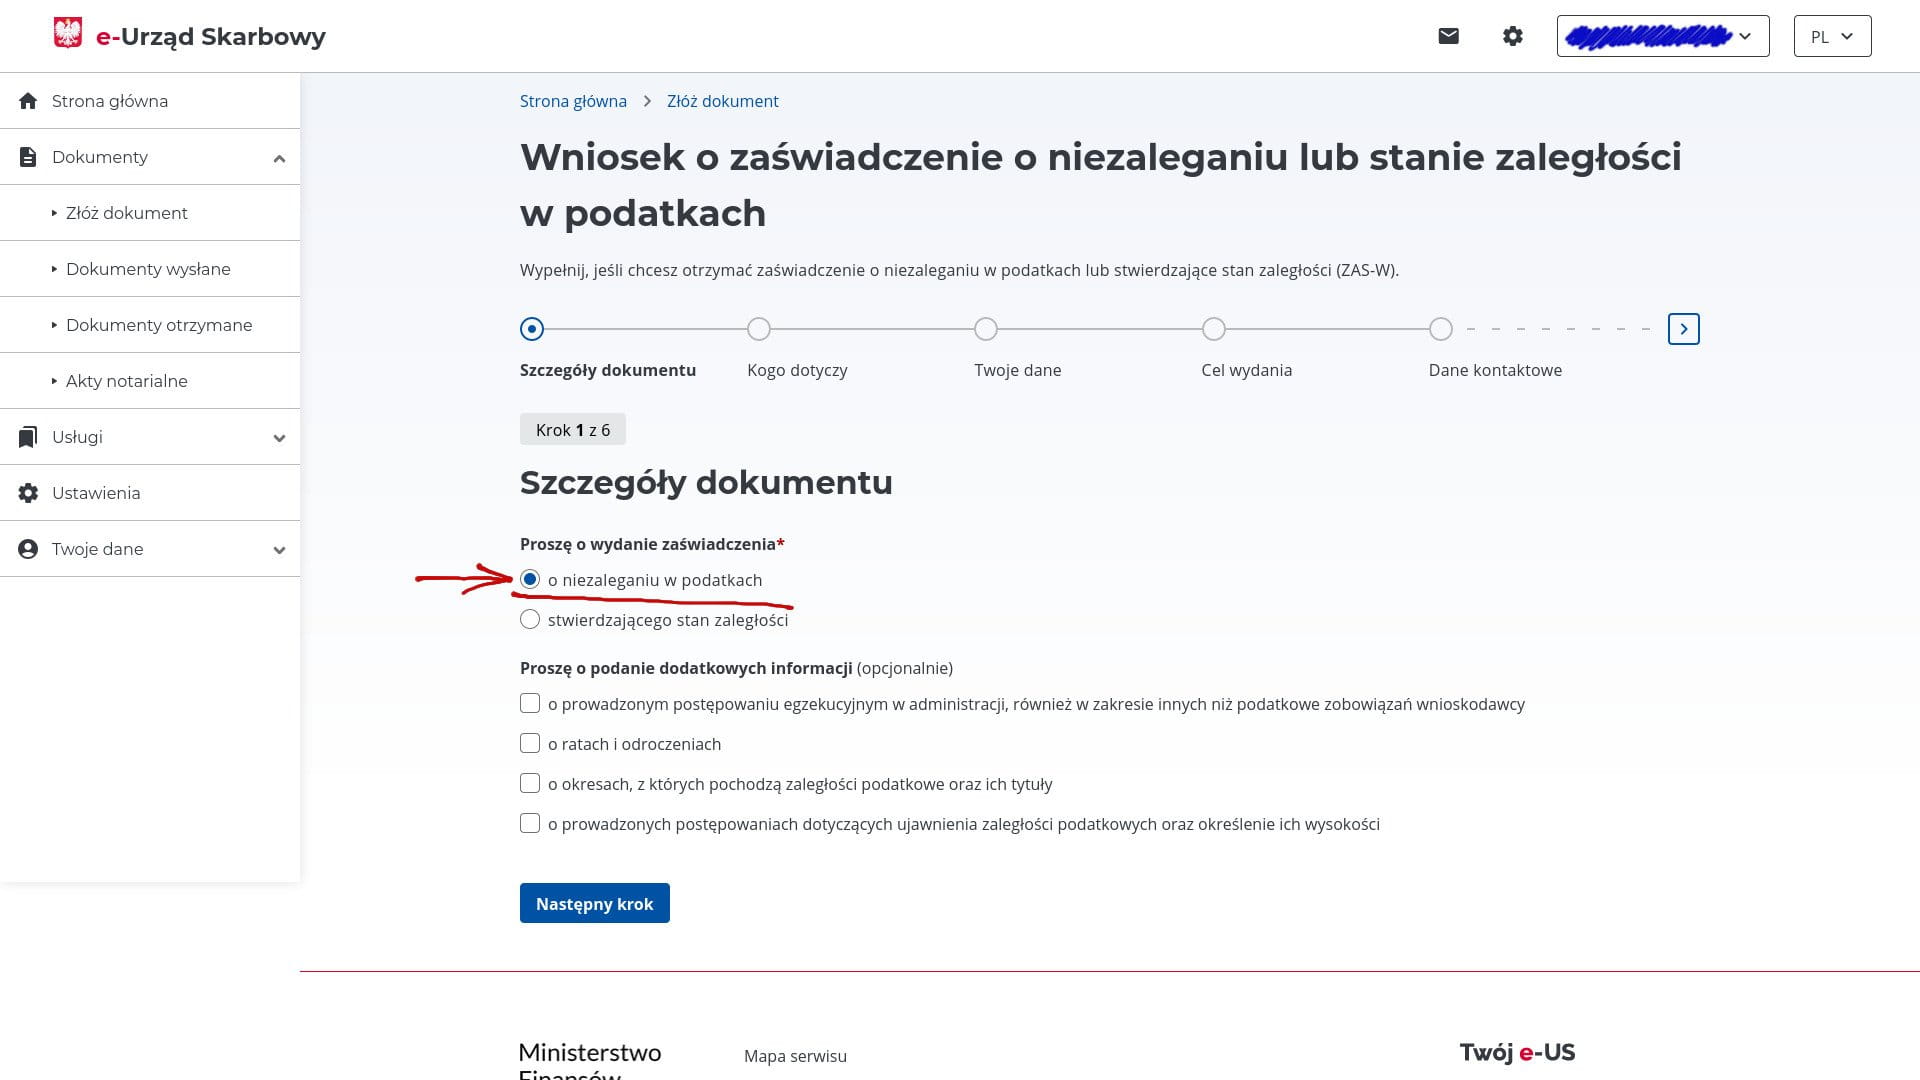 e-Urząd Skarbowy
PL
Strona główna
Dokumenty
Złóż dokument
Dokumenty wysłane
Dokumenty otrzymane
Akty notarialne
Usługi
Ustawienia
Twoje dane
Strona główna > Złóż dokument
Wniosek o zaświadczenie o niezaleganiu lub stanie zaległości
w podatkach
Wypełnij, jeśli chcesz otrzymać zaświadczenie o niezaleganiu w podatkach lub stwierdzające stan zaległości (ZAS-W).
Szczegóły dokumentu
Kogo dotyczy
Twoje dane
Cel wydania
Dane kontaktowe
Krok 1 z 6
Szczegóły dokumentu
Proszę o wydanie zaświadczenia*
o niezaleganiu w podatkach
stwierdzającego stan zaległości
Proszę o podanie dodatkowych informacji (opcjonalnie)
o prowadzonym postępowaniu egzekucyjnym w administracji, również w zakresie innych niż podatkowe zobowiązań wnioskodawcy
o ratach i odroczeniach
o okresach, z których pochodzą zaległości podatkowe oraz ich tytuły
o prowadzonych postępowaniach dotyczących ujawnienia zaległości podatkowych oraz określenie ich wysokości
Następny krok
Ministerstwo
Finansów
Mapa serwisu
Twój e-US